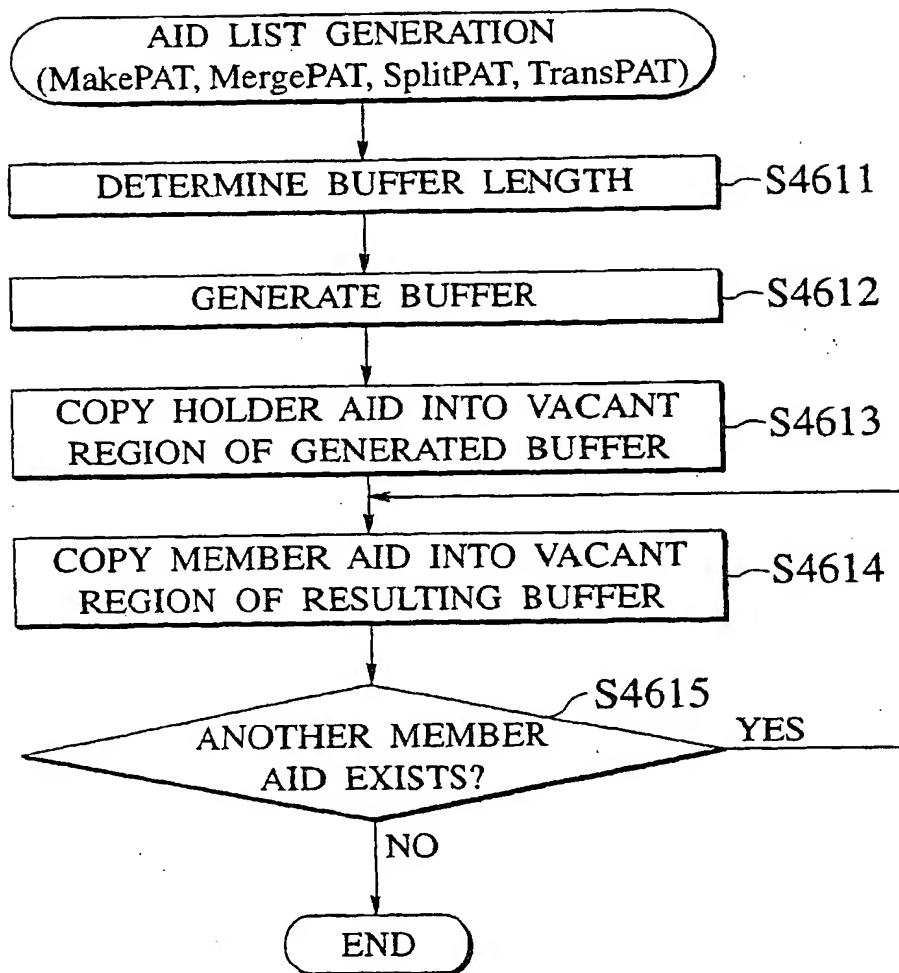 AID LIST GENERATION
(MakePAT, MergePAT, SplitPAT, TransPAT)
DETERMINE BUFFER LENGTH
S4611
GENERATE BUFFER
S4612
COPY HOLDER AID INTO VACANT
REGION OF GENERATED BUFFER
S4613
COPY MEMBER AID INTO VACANT
REGION OF RESULTING BUFFER
S4614
S4615
ANOTHER MEMBER
AID EXISTS?
YES
NO
END